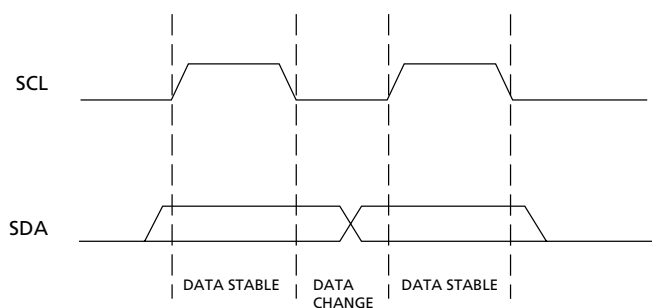 SCL
SDA
DATA STABLE
DATA
CHANGE
DATA STABLE